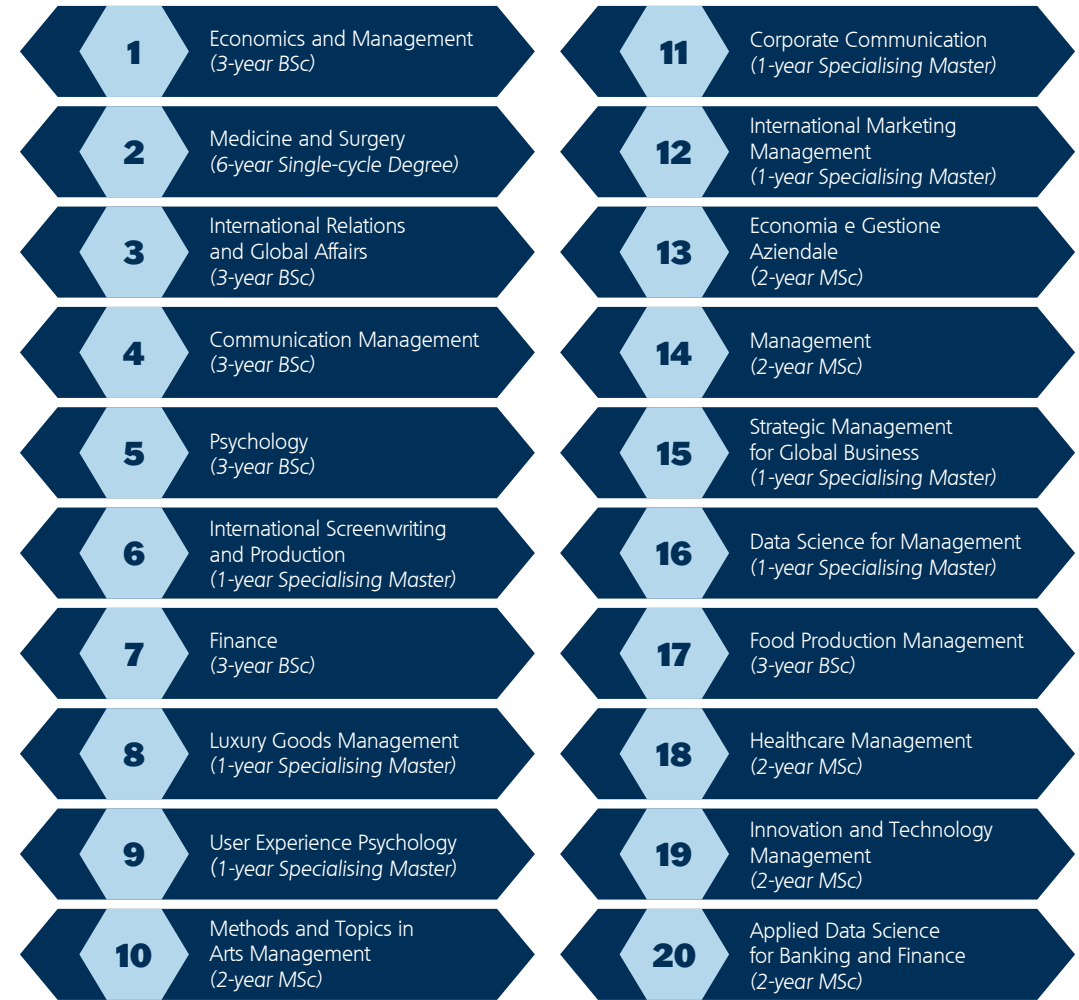 1
Economics and Management
(3-year BSc)
2
Medicine and Surgery
(6-year Single-cycle Degree)
3
International Relations
and Global Affairs
(3-year BSc)
4
Communication Management
(3-year BSc)
5
Psychology
(3-year BSc)
6
International Screenwriting
and Production
(1-year Specialising Master)
7
Finance
(3-year BSc)
8
Luxury Goods Management
(1-year Specialising Master)
9
User Experience Psychology
(1-year Specialising Master)
10
Methods and Topics in
Arts Management
(2-year MSc)
11
Corporate Communication
(1-year Specialising Master)
12
International Marketing
Management
(1-year Specialising Master)
13
Economia e Gestione
Aziendale
(2-year MSc)
14
Management
(2-year MSc)
15
Strategic Management
for Global Business
(1-year Specialising Master)
16
Data Science for Management
(1-year Specialising Master)
17
Food Production Management
(3-year BSc)
18
Healthcare Management
(2-year MSc)
19
Innovation and Technology
Management
(2-year MSc)
20
Applied Data Science
for Banking and Finance
(2-year MSc)